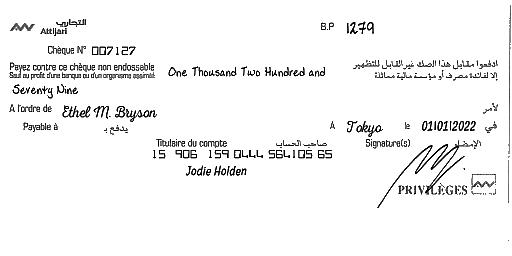 التجاري
Attijari
B.P 1279
Chèque N° 007127
Payez contre ce chèque non endossable
Sauf au profit d'une banque ou d'un organisme assimilé
One Thousand Two Hundred and
ادفعوا مقابل هذا الصك غير القابل للتظهير
إلا لفائدة مصرف أو مؤسسة مالية مماثلة
Seventy Nine
A l'ordre de Ethel M. Bryson لأمر
Payable à يدفع بـ A Tokyo le 01/01/2022 في
Titulaire du compte صاحب الحساب Signature(s) الإمضاء
15 906 159 0444 564105 65
Jodie Holden
PRIVILÈGES